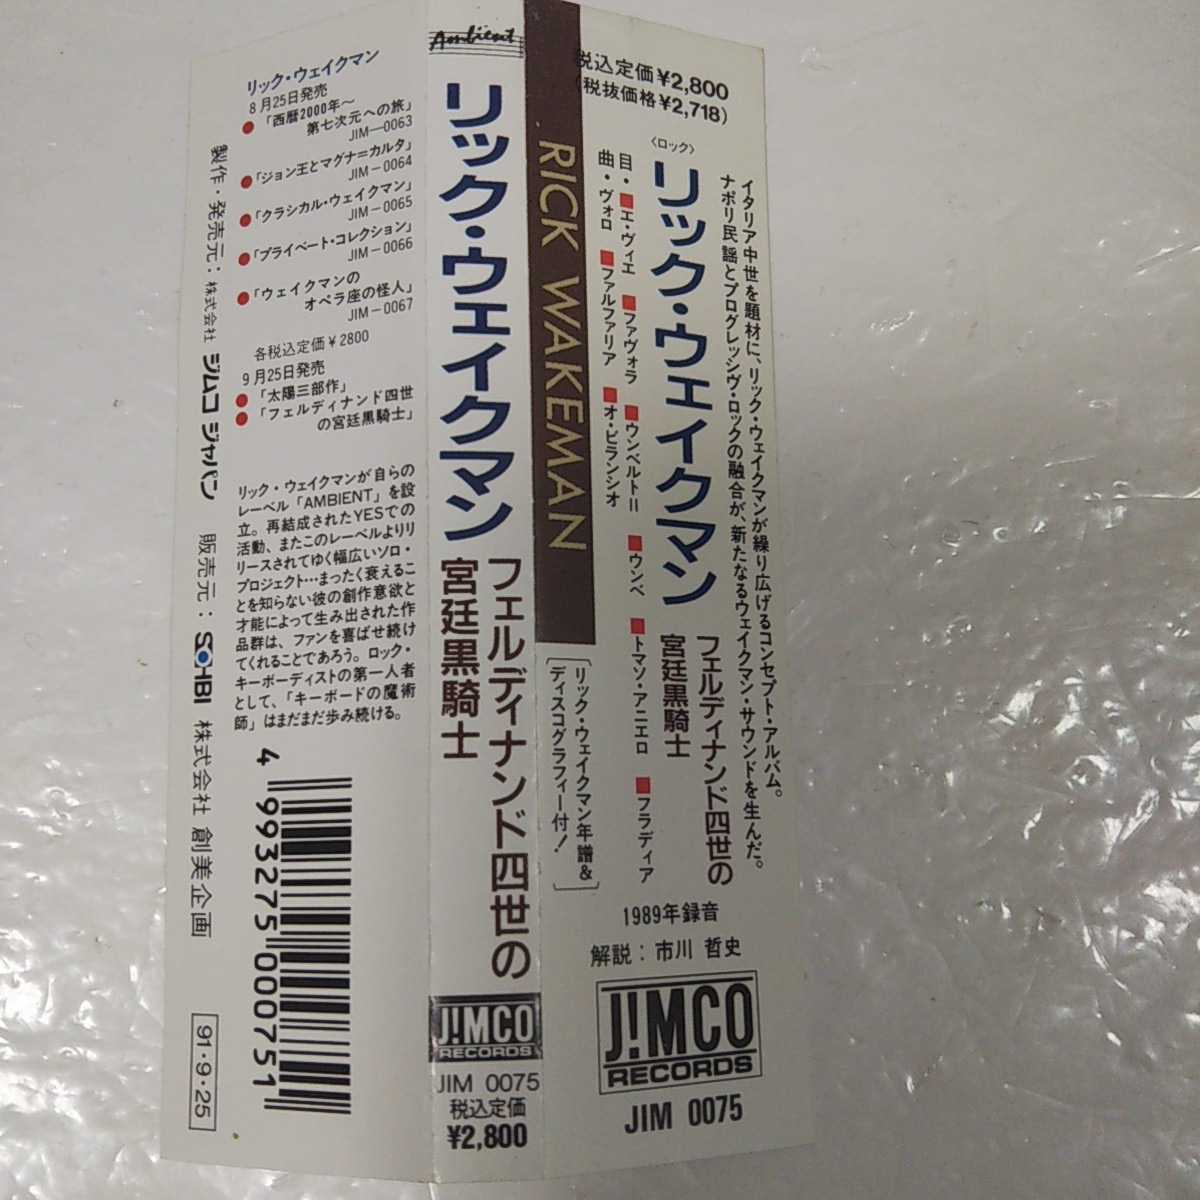 税込定価¥2,800
(税抜価格¥2,718)
イタリア中世を題材に、リック・ウェイクマンが繰り広げるコンセプト・アルバム。
ナポリ民謡とプログレッシヴ・ロックの融合が、新たなるウェイクマン・サウンドを生んだ。
〈ロック〉
リック・ウェイクマン
フェルディナンド四世の
宮廷黒騎士
曲目・■エ・ヴィエ ■ファヴォラ ■ウンベルトII ■ウンベ ■トマソ・アニエロ ■フラディア
・ヴォロ ■ファルファリア ■オ・ビランシオ
1989年録音
解説：市川 哲史
J!MCO
RECORDS
JIM 0075
RICK WAKEMAN
リック・ウェイクマン年譜&
ディスコグラフィー付!
Ambient
リック・ウェイクマン
フェルディナンド四世の
宮廷黒騎士
J!MCO
RECORDS
JIM 0075
税込定価
¥2,800
リック・ウェイクマン
8月25日発売
●「西暦2000年〜
第七次元への旅」
JIM—0063
●「ジョン王とマグナ=カルタ」
JIM－0064
●「クラシカル・ウェイクマン」
JIM－0065
●「プライベート・コレクション」
JIM－0066
●「ウェイクマンの
オペラ座の怪人」
JIM－0067
各税込定価¥2800
9月25日発売
●「太陽三部作」
●「フェルディナンド四世
の宮廷黒騎士」
リック・ウェイクマンが自らの
レーベル「AMBIENT」を設
立。再結成されたYESでの
活動、またこのレーベルよりリ
リースされてゆく幅広いソロ・
プロジェクト…まったく衰えるこ
とを知らない彼の創作意欲と
才能によって生み出された作
品群は、ファンを喜ばせ続け
てくれることであろう。ロック・
キーボーディストの第一人者
として、「キーボードの魔術
師」はまだまだ歩み続ける。
4 993275 000751
製作・発売元：株式会社 ジムコ ジャパン 販売元：SOHBI 株式会社 創美企画
91・9・25